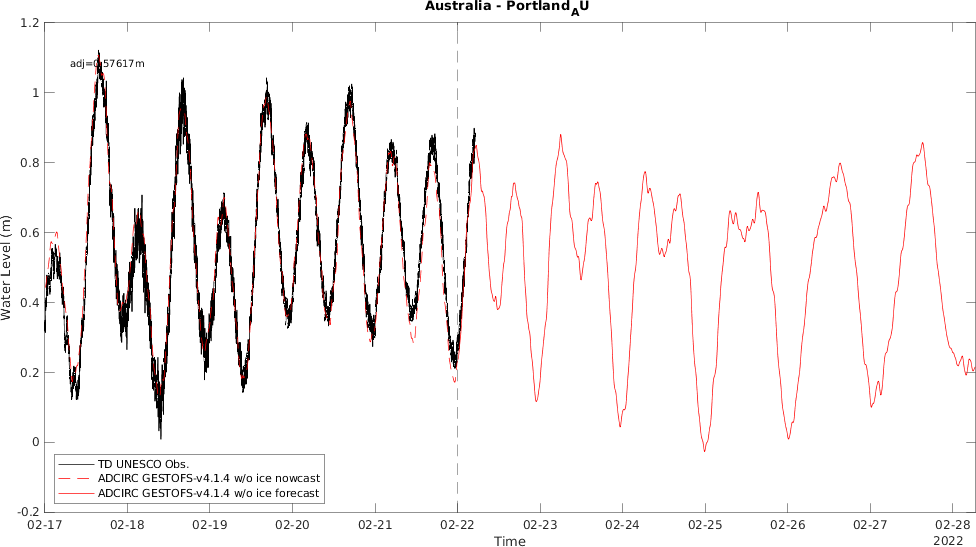 Australia - Portland_AU
adj=0.57617m
1.2
1
0.8
0.6
0.4
0.2
0
-0.2
Water Level (m)
TD UNESCO Obs.
ADCIRC GESTOFS-v4.1.4 w/o ice nowcast
ADCIRC GESTOFS-v4.1.4 w/o ice forecast
02-17 02-18 02-19 02-20 02-21 02-22 02-23 02-24 02-25 02-26 02-27 02-28
Time
2022